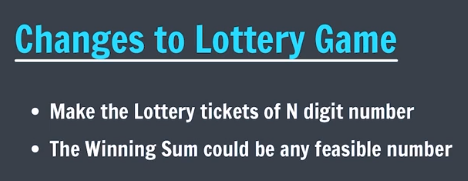 Changes to Lottery Game
• Make the Lottery tickets of N digit number
• The Winning Sum could be any feasible number